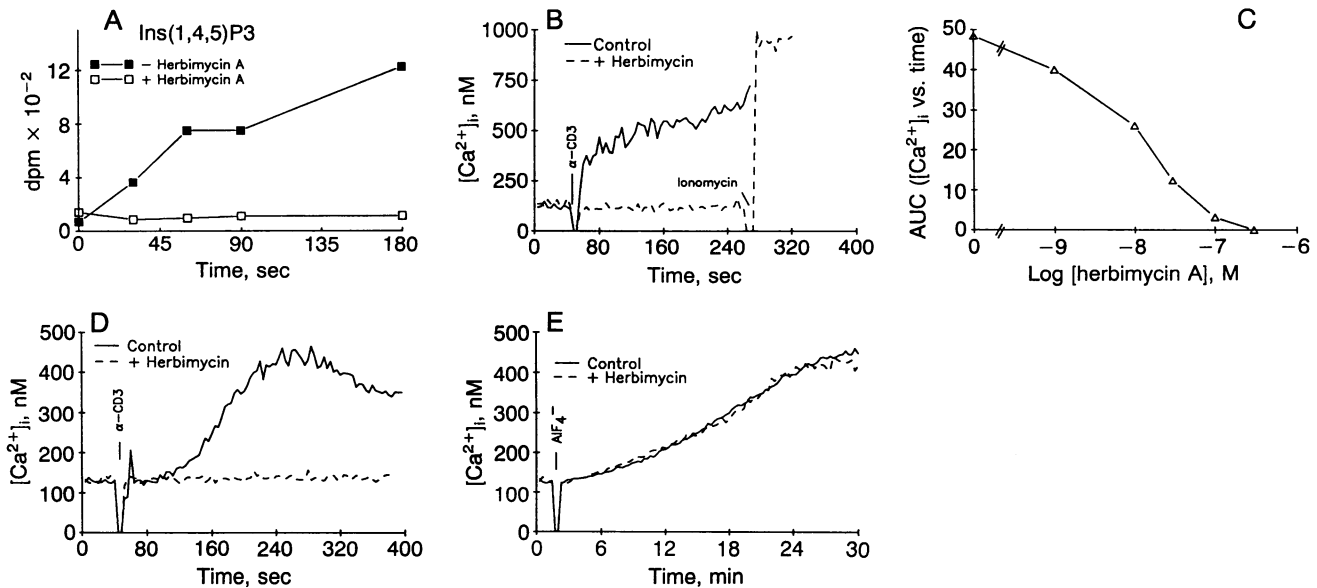 A
Ins(1,4,5)P3
− Herbimycin A
+ Herbimycin A
dpm × 10−2
12
8
4
0
0 45 90 135 180
Time, sec
B
Control
+ Herbimycin
[Ca2+]i, nM
1000
750
500
250
0
α-CD3
Ionomycin
0 80 160 240 320 400
Time, sec
C
AUC ([Ca2+]i vs. time)
50
40
30
20
10
0
0 −9 −8 −7 −6
Log [herbimycin A], M
D
Control
+ Herbimycin
[Ca2+]i, nM
500
400
300
200
100
0
α-CD3
0 80 160 240 320 400
Time, sec
E
Control
+ Herbimycin
[Ca2+]i, nM
500
400
300
200
100
0
AlF4−
0 6 12 18 24 30
Time, min